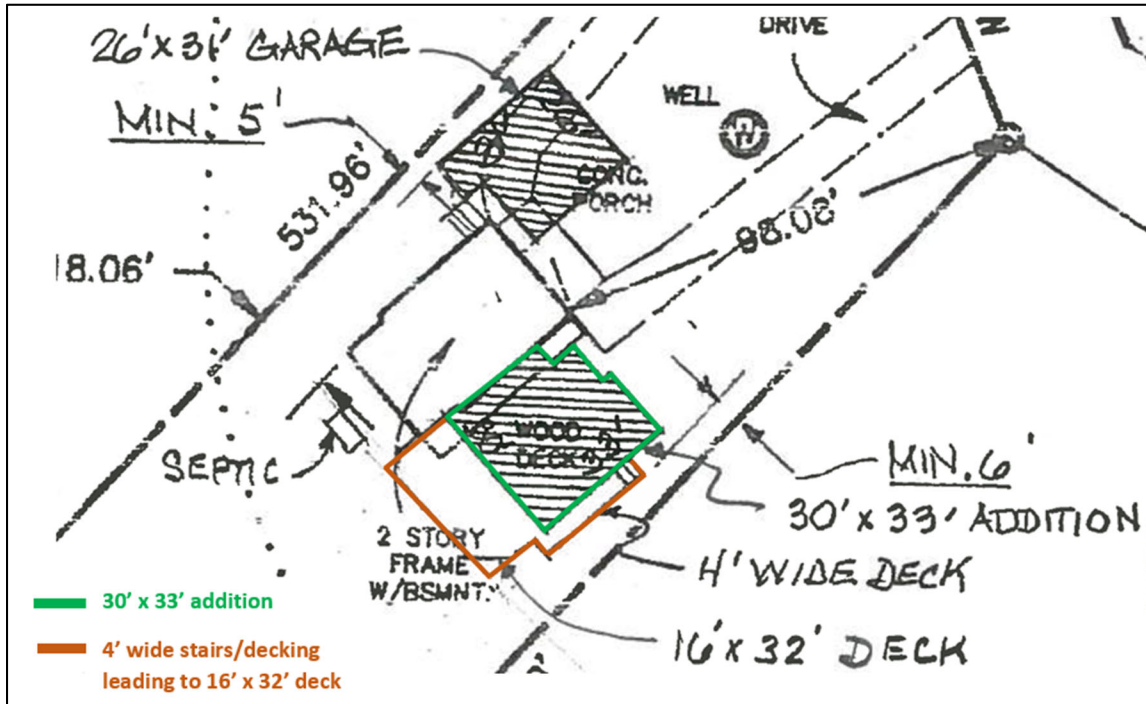 26'x31' GARAGE
DRIVE
MIN. 5'
WELL
W
531.96'
CONC.
PORCH
98.08'
18.06'
WOOD
DECK
SEPTIC
MIN. 6'
30' x 33' ADDITION
2 STORY
FRAME
W/BSMNT.
4' WIDE DECK
16' x 32' DECK
30' x 33' addition
4' wide stairs/decking
leading to 16' x 32' deck